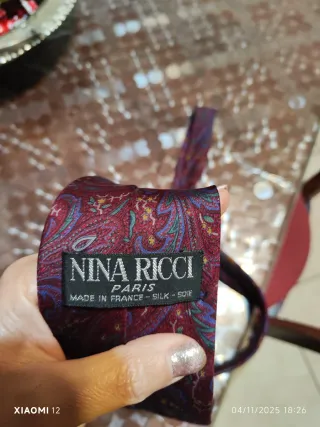 NINA RICCI
PARIS
MADE IN FRANCE - SILK - SOIE
XIAOMI 12
04/11/2025 18:26